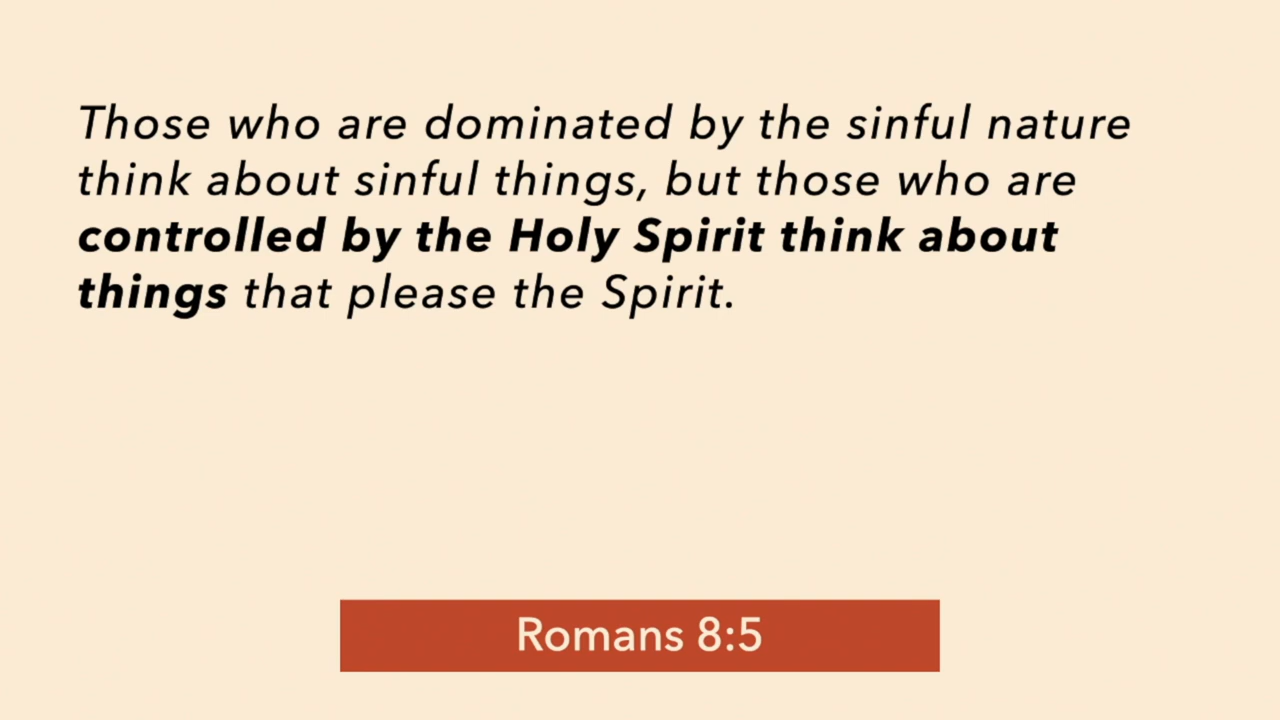 Those who are dominated by the sinful nature
think about sinful things, but those who are
controlled by the Holy Spirit think about
things that please the Spirit.
Romans 8:5